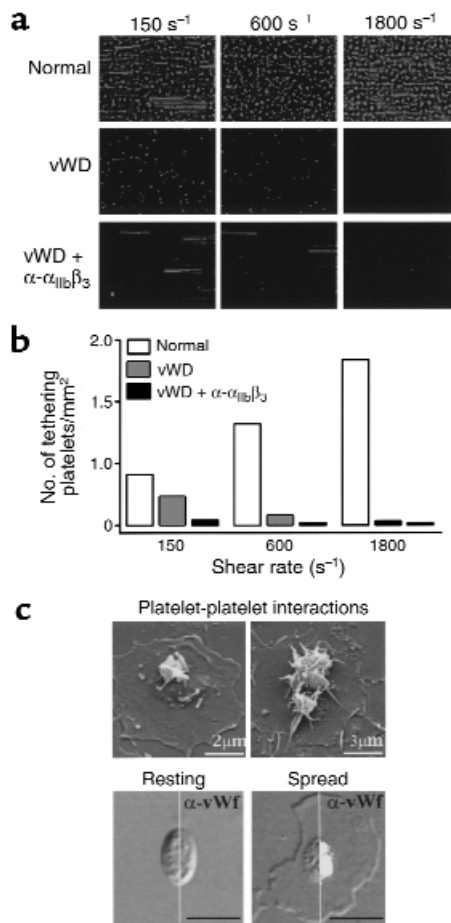 a
150 s⁻¹ 600 s⁻¹ 1800 s⁻¹
Normal
vWD
vWD +
α-αIIbβ3
b
No. of tethering
platelets/mm²
2.0
1.5
1.0
0
Normal
vWD
vWD + α-αIIbβ3
150 600 1800
Shear rate (s⁻¹)
c
Platelet-platelet interactions
2µm 3µm
Resting Spread
α-vWf α-vWf